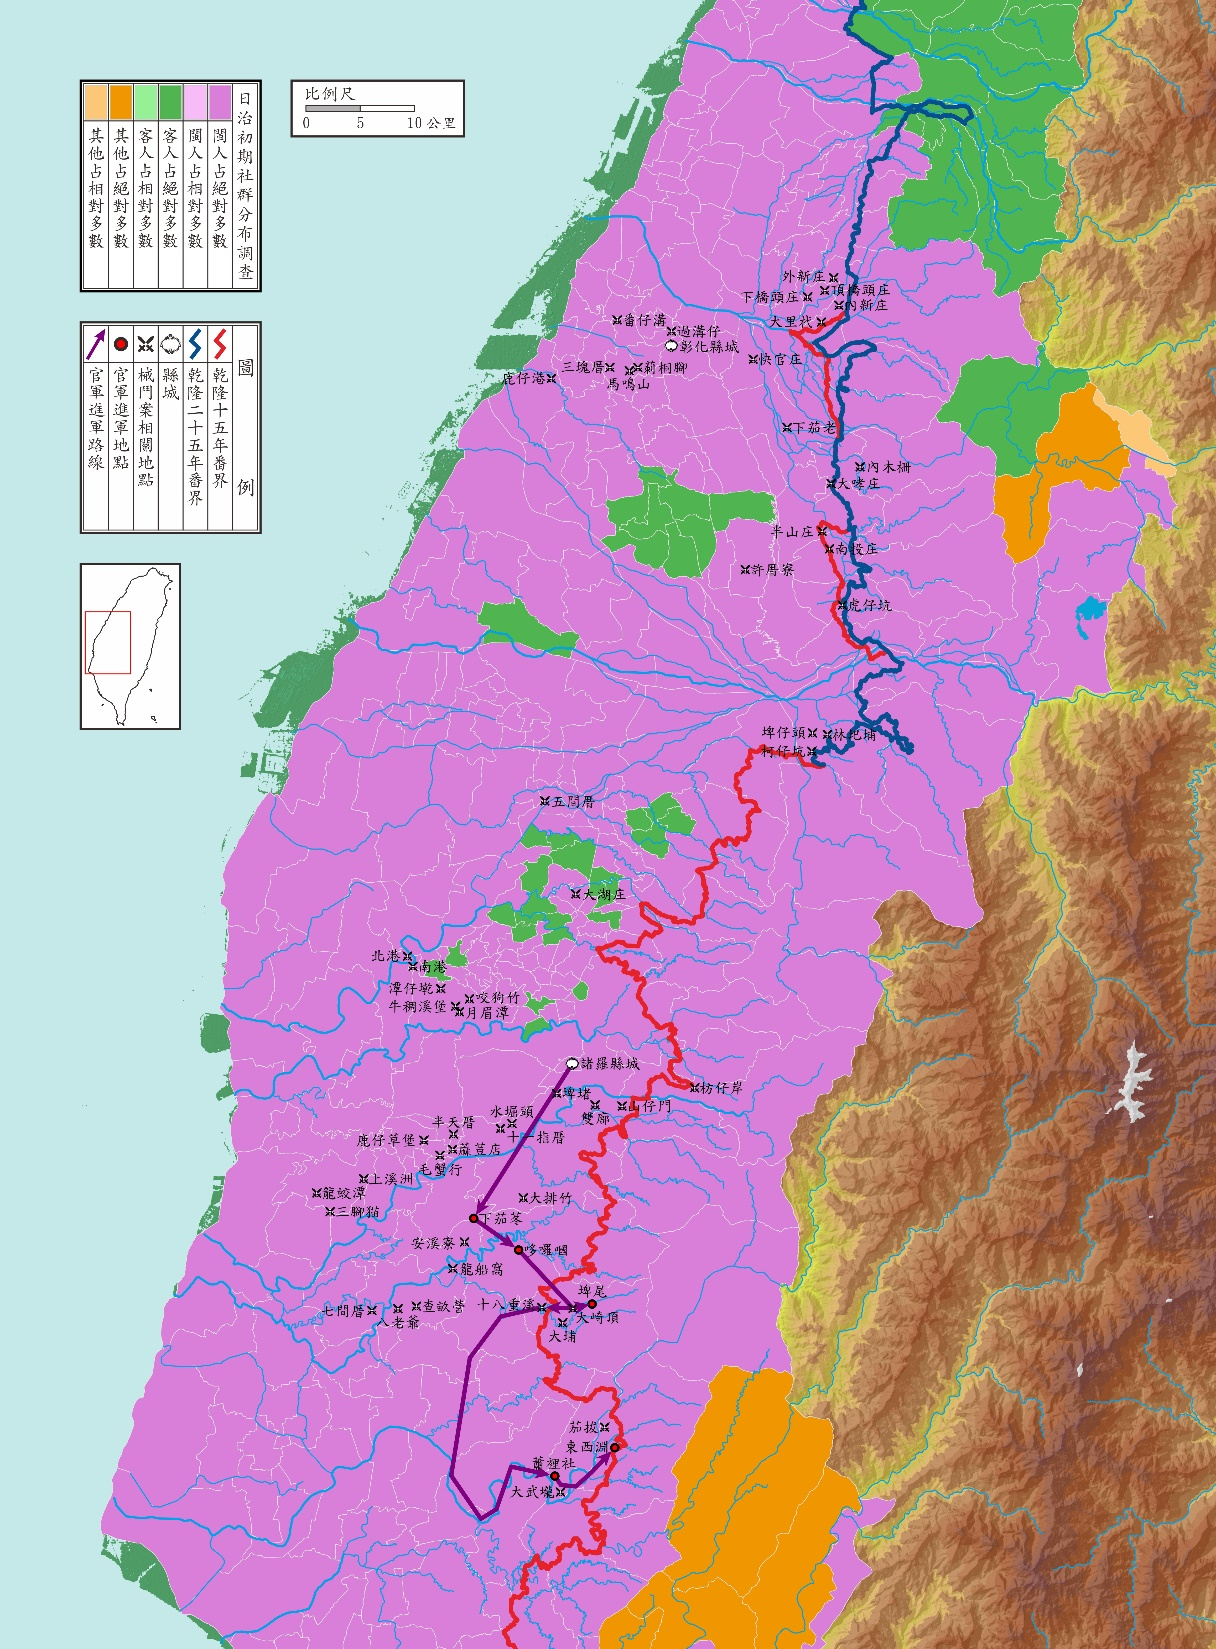 日治初期社群分布調查
閩人占絕對多數
閩人占相對多數
客人占絕對多數
客人占相對多數
其他占絕對多數
其他占相對多數
比例尺
0 5 10 公里
圖例
乾隆十五年番界
乾隆二十五年番界
縣城
械鬥案相關地點
官軍進軍地點
官軍進軍路線
外新庄
頂橋頭庄
下橋頭庄
內新庄
大里杙
番仔溝
過溝仔
彰化縣城
快官庄
三塊厝
莿桐腳
馬鳴山
鹿仔港
下茄荖
內木柵
大哮庄
半山庄
南投庄
許厝寮
虎仔坑
埤仔頭
林圯埔
柯仔坑
五間厝
大湖庄
北港
南港
潭仔墘
咬狗竹
牛稠溪堡
月眉潭
諸羅縣城
枋仔岸
埤堵
雙廍
山仔門
水堀頭
半天厝
十一指厝
鹿仔草堡
蔴荳店
毛蟹行
上溪洲
龍蛟潭
大排竹
三腳貓
下茄苳
安溪寮
哆囉嘓
龍船窩
埤尾
七間厝
查畝營
十八重溪
八老爺
大崎頂
大埔
茄拔
東西淵
蕭裡社
大武壠